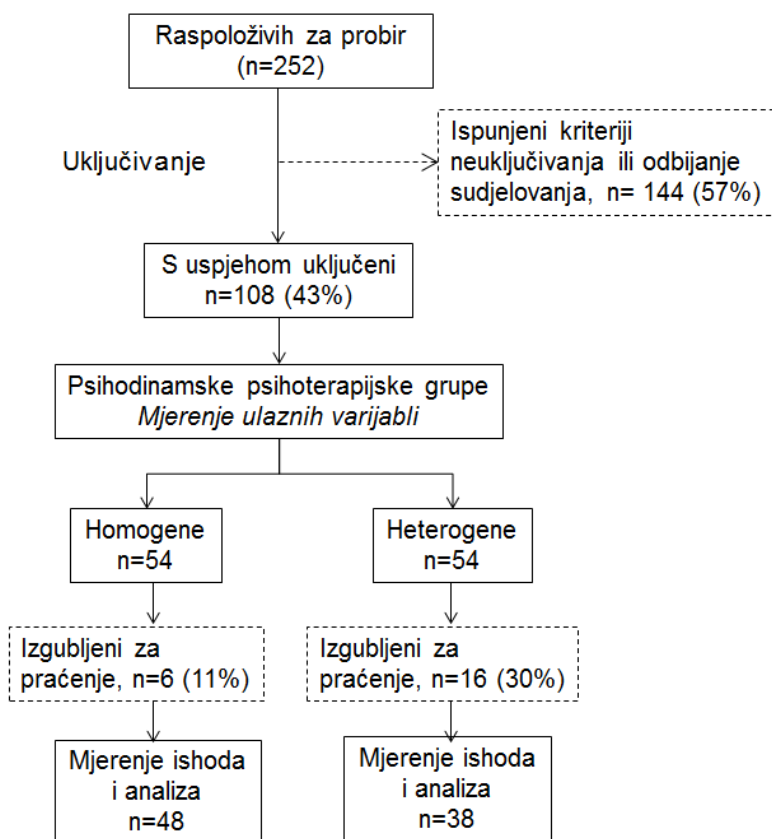 Raspoloživih za probir
(n=252)
Uključivanje
Ispunjeni kriteriji
neuključivanja ili odbijanje
sudjelovanja, n= 144 (57%)
S uspjehom uključeni
n=108 (43%)
Psihodinamske psihoterapijske grupe
Mjerenje ulaznih varijabli
Homogene
n=54
Heterogene
n=54
Izgubljeni za
praćenje, n=6 (11%)
Izgubljeni za
praćenje, n=16 (30%)
Mjerenje ishoda
i analiza
n=48
Mjerenje ishoda
i analiza
n=38